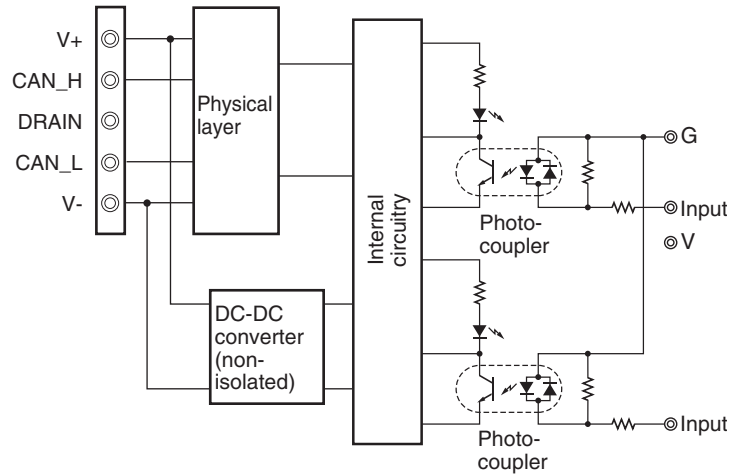 V+
CAN_H
DRAIN
CAN_L
V-
Physical
layer
DC-DC
converter
(non-
isolated)
Internal
circuitry
Photo-
coupler
Photo-
coupler
G
Input
V
Input